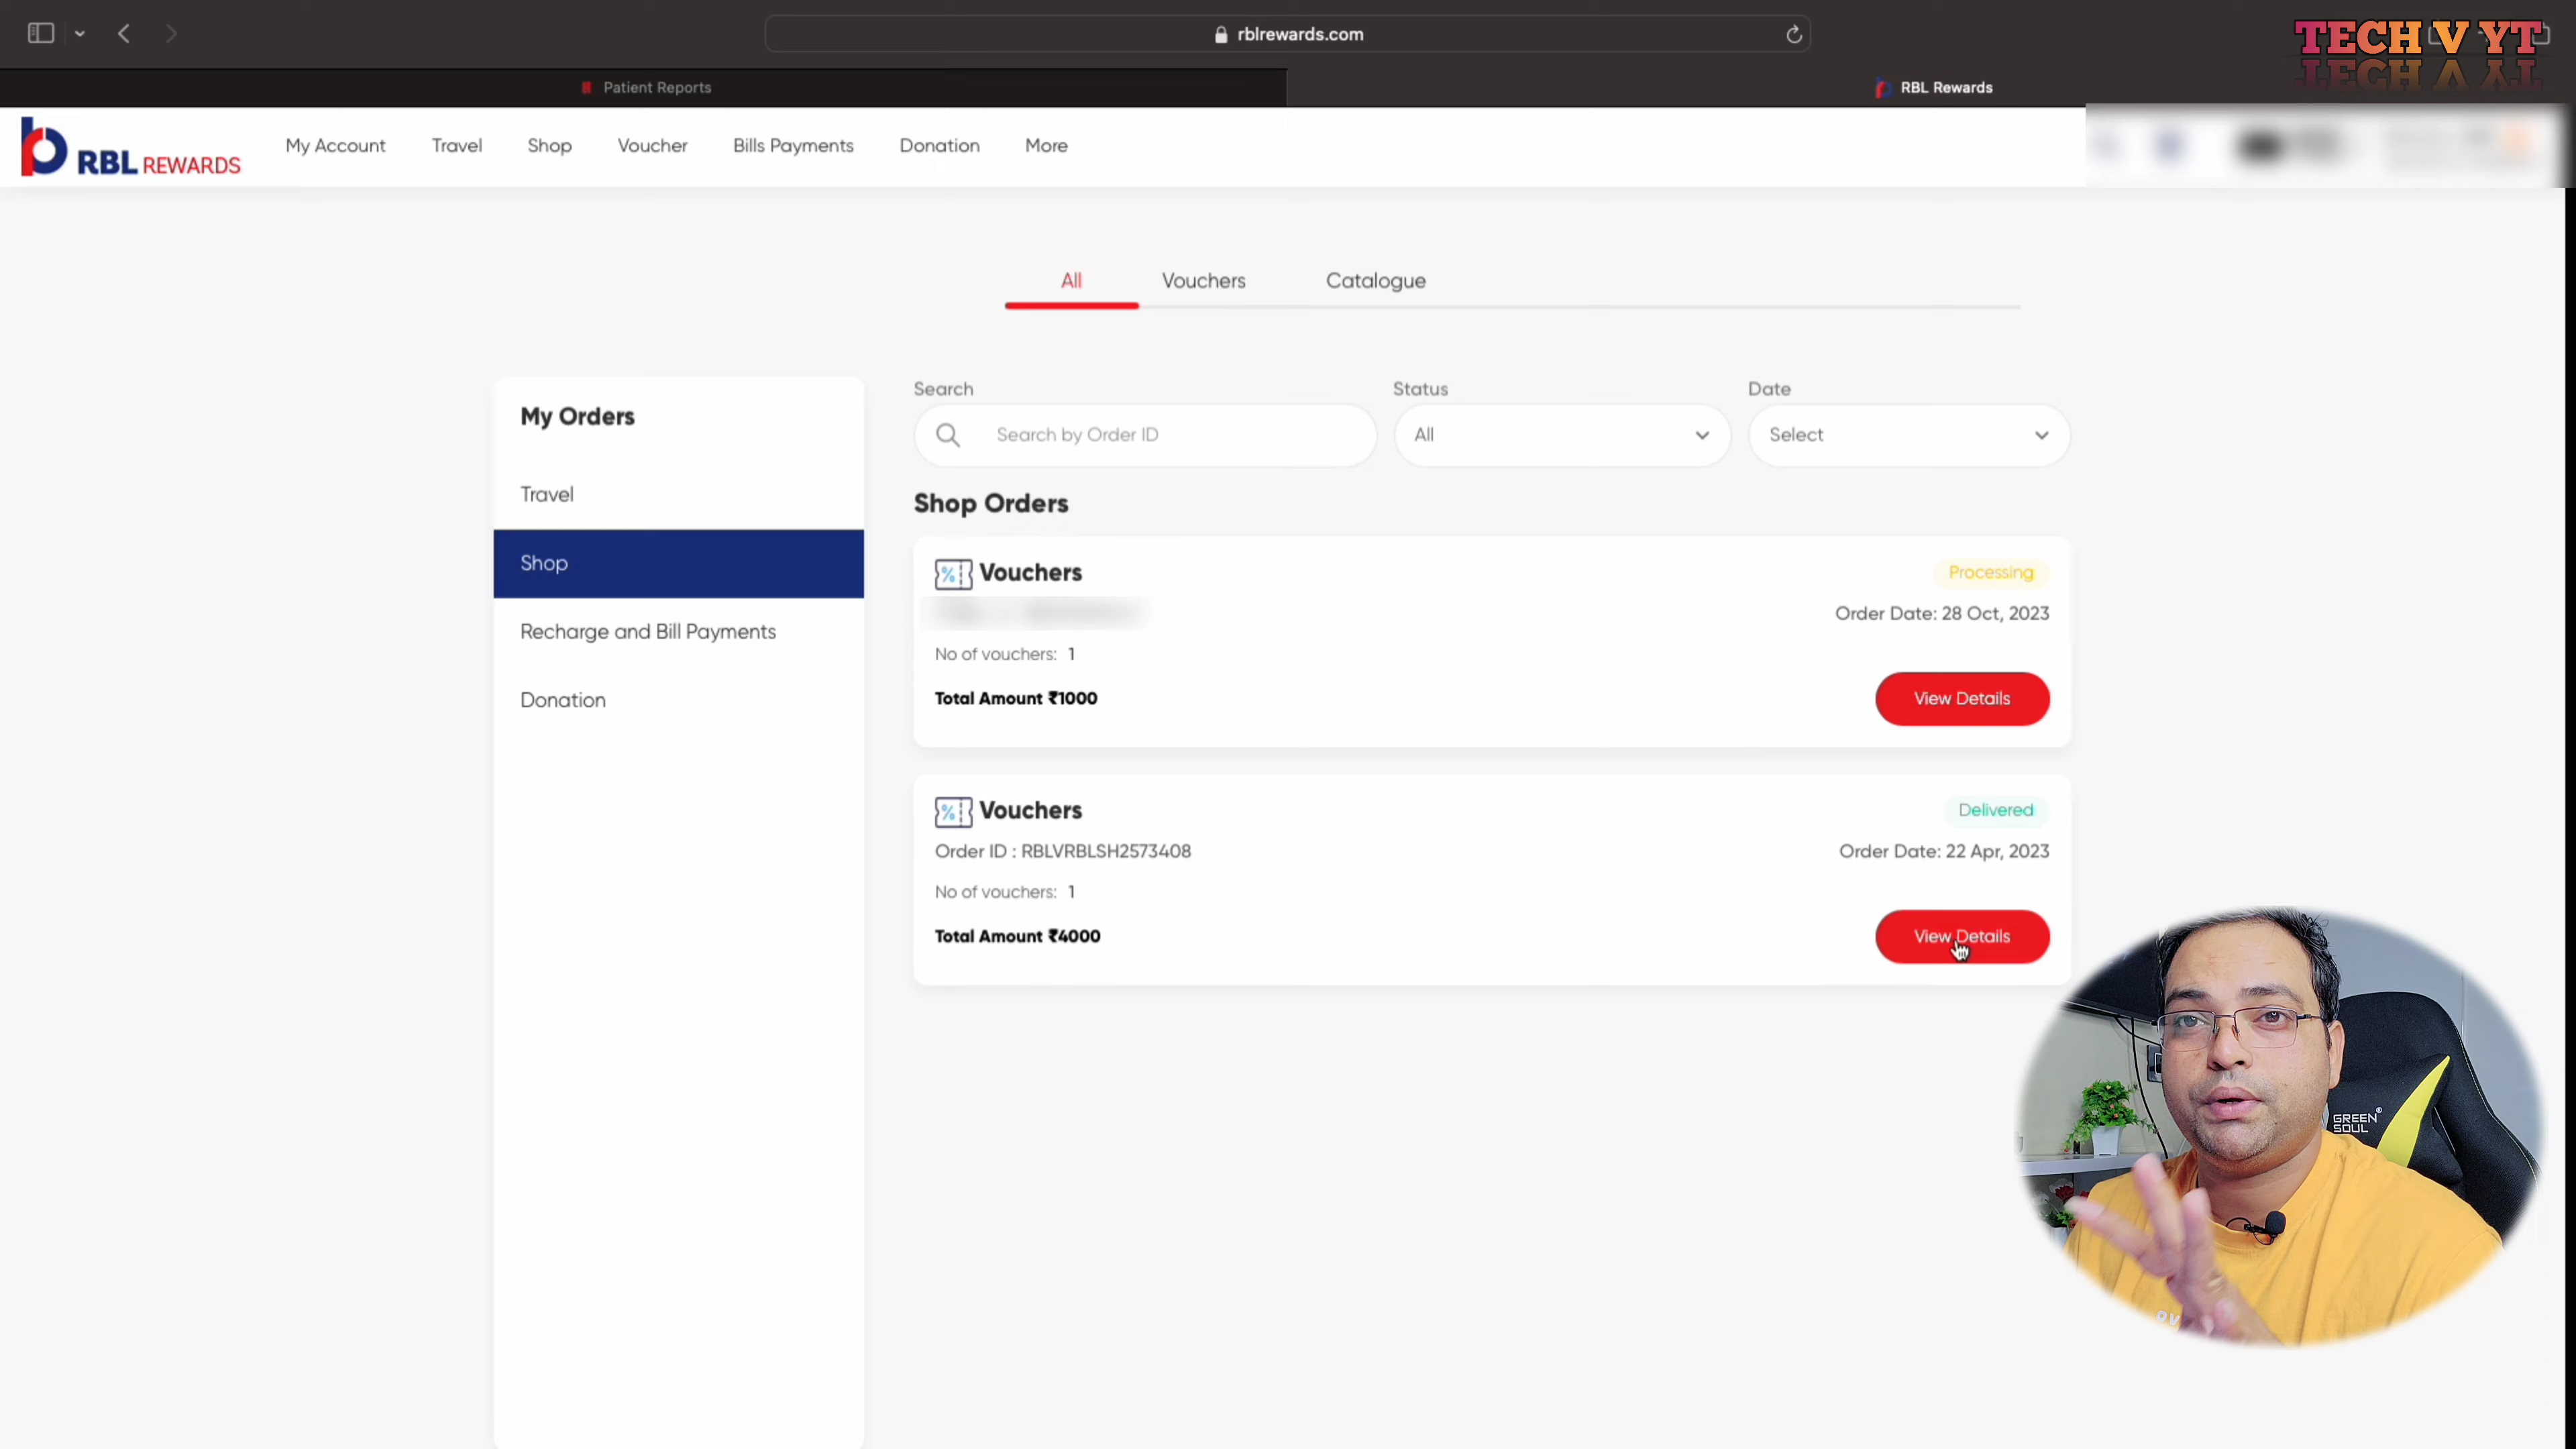 rblrewards.com
TECH V YT
Patient Reports
RBL Rewards
RBL REWARDS
My Account
Travel
Shop
Voucher
Bills Payments
Donation
More
All
Vouchers
Catalogue
My Orders
Travel
Shop
Recharge and Bill Payments
Donation
Search
Status
Date
Search by Order ID
All
Select
Shop Orders
Vouchers
Processing
Order Date: 28 Oct, 2023
No of vouchers: 1
Total Amount ₹1000
View Details
Vouchers
Delivered
Order ID : RBLVRBLSH2573408
Order Date: 22 Apr, 2023
No of vouchers: 1
Total Amount ₹4000
View Details
GREEN
SOUL